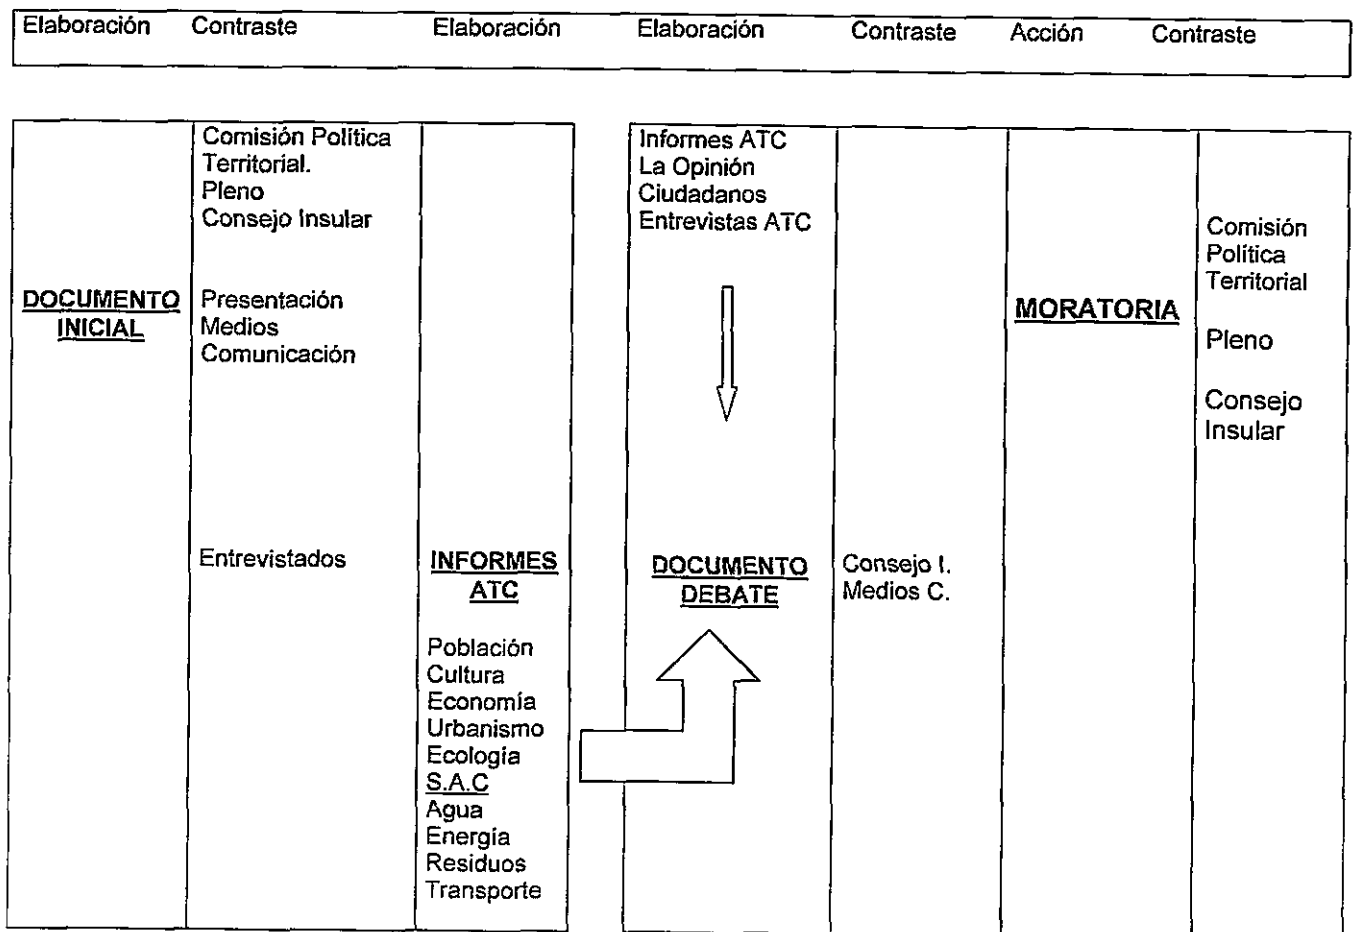 Elaboración Contraste Elaboración Elaboración Contraste Acción Contraste
DOCUMENTO
INICIAL
Comisión Política
Territorial.
Pleno
Consejo Insular
Presentación
Medios
Comunicación
Entrevistados
INFORMES
ATC
Población
Cultura
Economía
Urbanismo
Ecología
S.A.C
Agua
Energía
Residuos
Transporte
Informes ATC
La Opinión
Ciudadanos
Entrevistas ATC
DOCUMENTO
DEBATE
Consejo I.
Medios C.
MORATORIA
Comisión
Política
Territorial
Pleno
Consejo
Insular